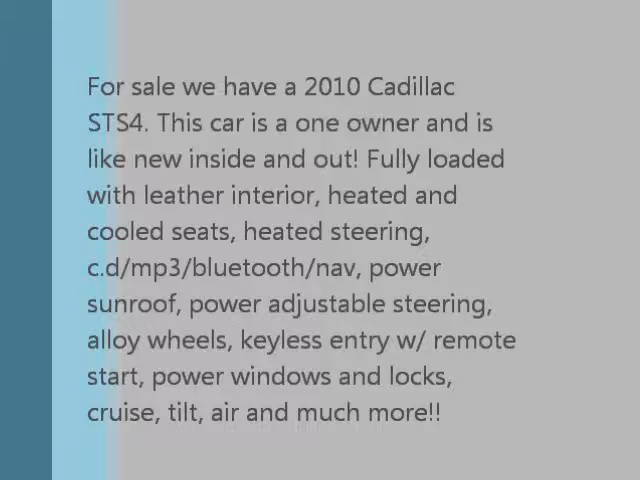 For sale we have a 2010 Cadillac
STS4. This car is a one owner and is
like new inside and out! Fully loaded
with leather interior, heated and
cooled seats, heated steering,
c.d/mp3/bluetooth/nav, power
sunroof, power adjustable steering,
alloy wheels, keyless entry w/ remote
start, power windows and locks,
cruise, tilt, air and much more!!